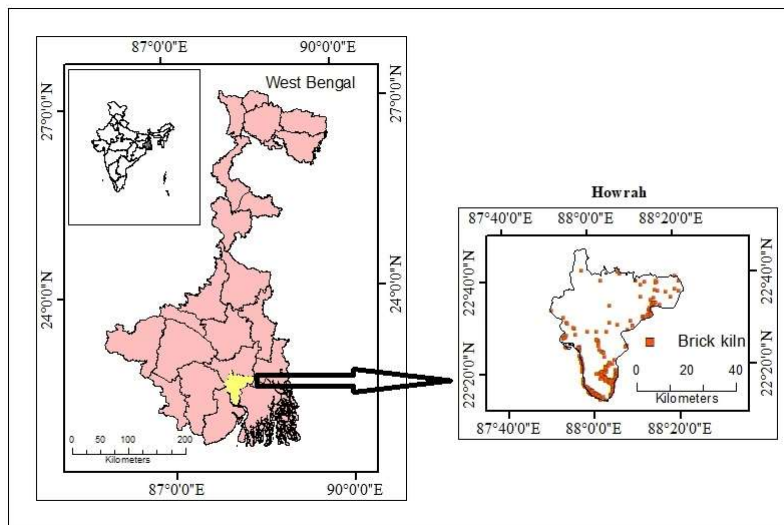 87°0'0"E 90°0'0"E
West Bengal
27°0'0"N 27°0'0"N
24°0'0"N 24°0'0"N
0 50 100 200
Kilometers
87°0'0"E 90°0'0"E
Howrah
87°40'0"E 88°0'0"E 88°20'0"E
22°40'0"N 22°40'0"N
Brick kiln
22°20'0"N 22°20'0"N
0 20 40
Kilometers
87°40'0"E 88°0'0"E 88°20'0"E